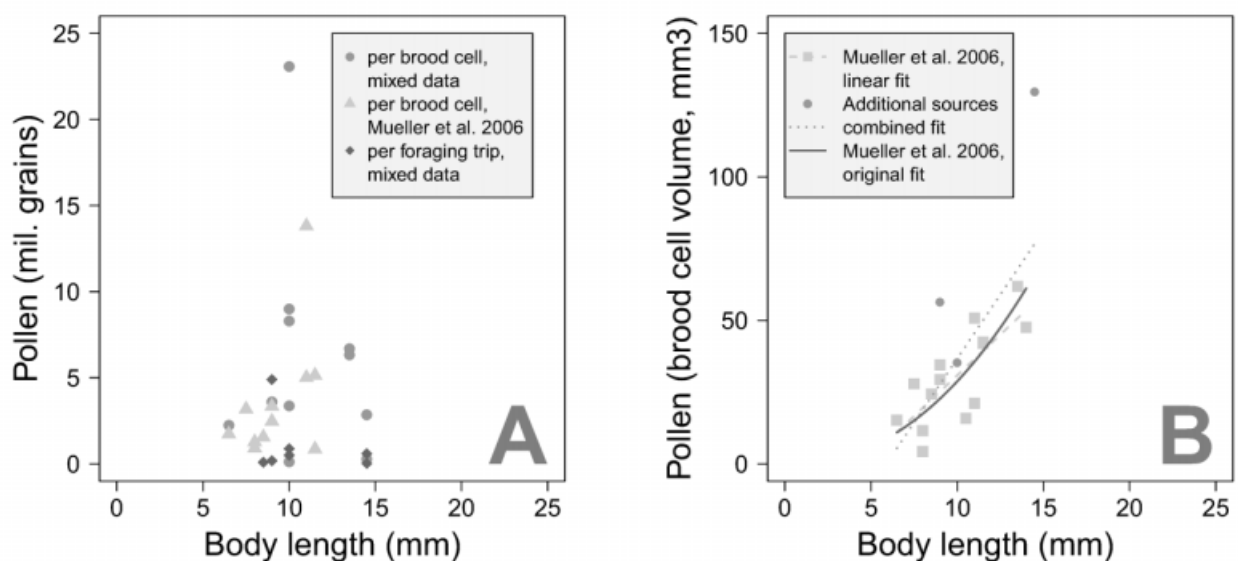 25
20
15
10
5
0
Pollen (mil. grains)
per brood cell,
mixed data
per brood cell,
Mueller et al. 2006
per foraging trip,
mixed data
A
0 5 10 15 20 25
Body length (mm)
150
100
50
0
Pollen (brood cell volume, mm3)
Mueller et al. 2006,
linear fit
Additional sources
combined fit
Mueller et al. 2006,
original fit
B
0 5 10 15 20 25
Body length (mm)